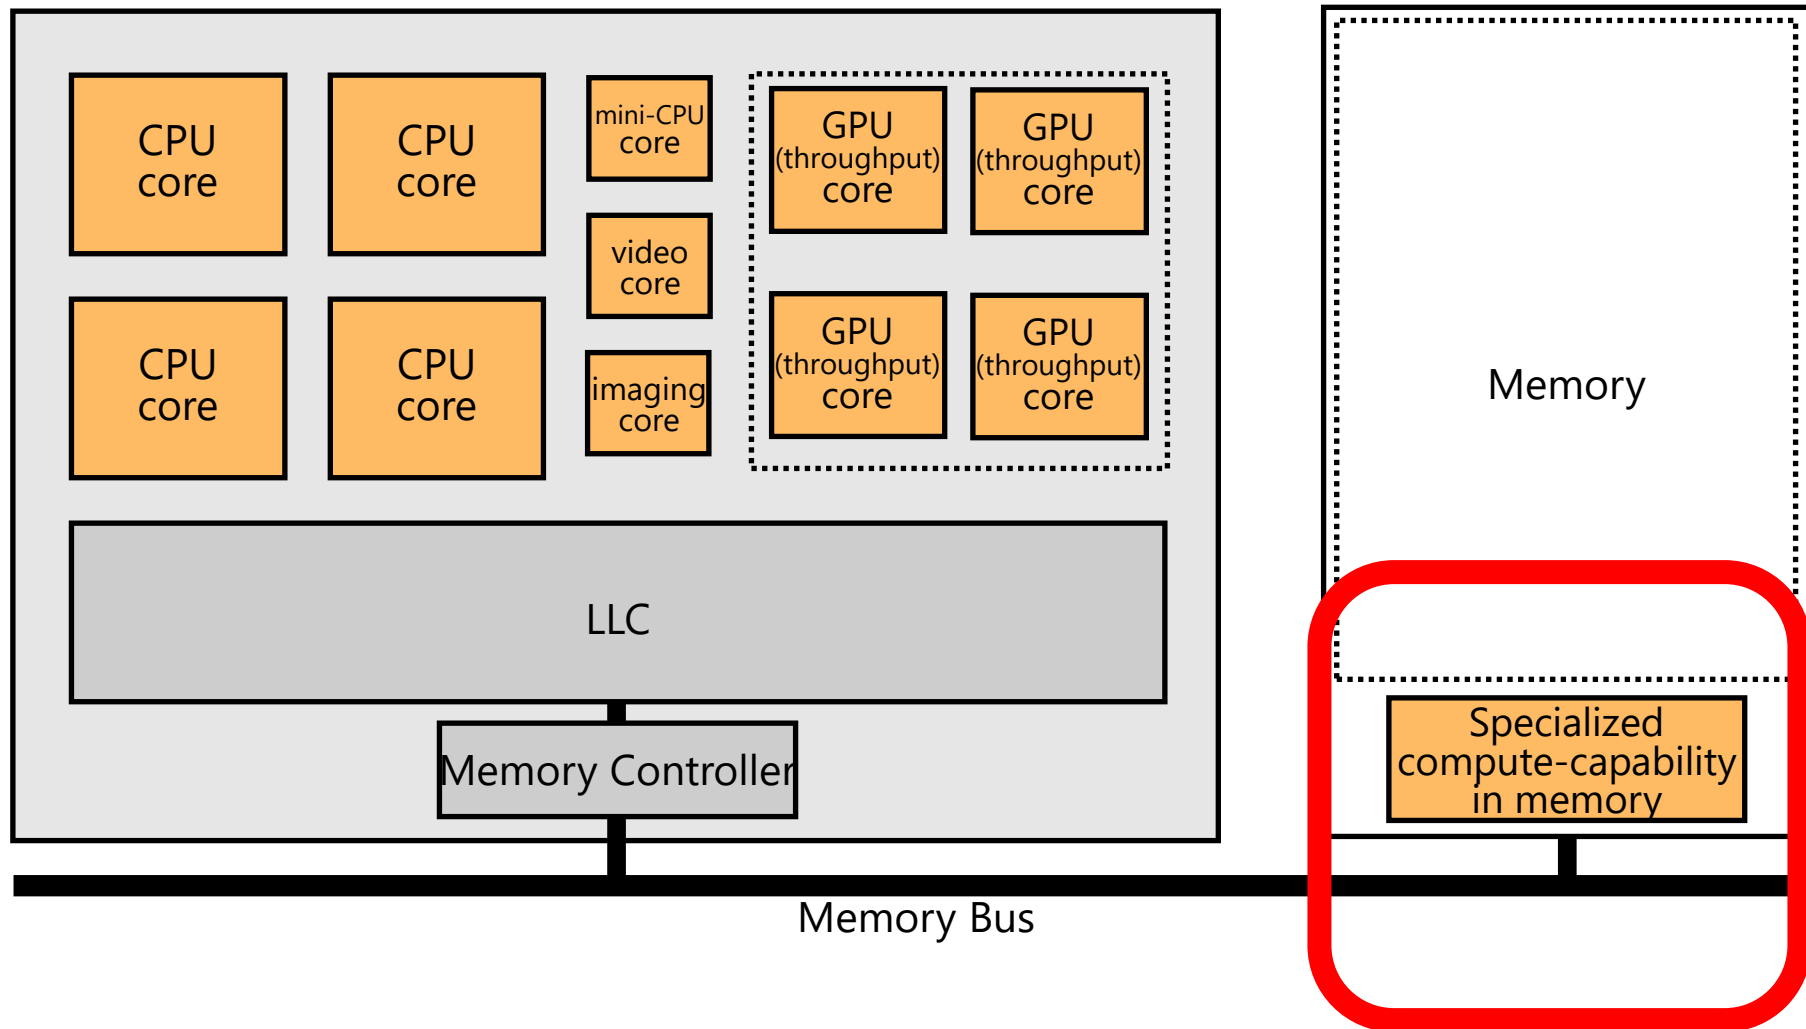 CPU
core
CPU
core
mini-CPU
core
video
core
imaging
core
GPU
(throughput)
core
GPU
(throughput)
core
CPU
core
CPU
core
GPU
(throughput)
core
GPU
(throughput)
core
LLC
Memory Controller
Memory Bus
Memory
Specialized
compute-capability
in memory